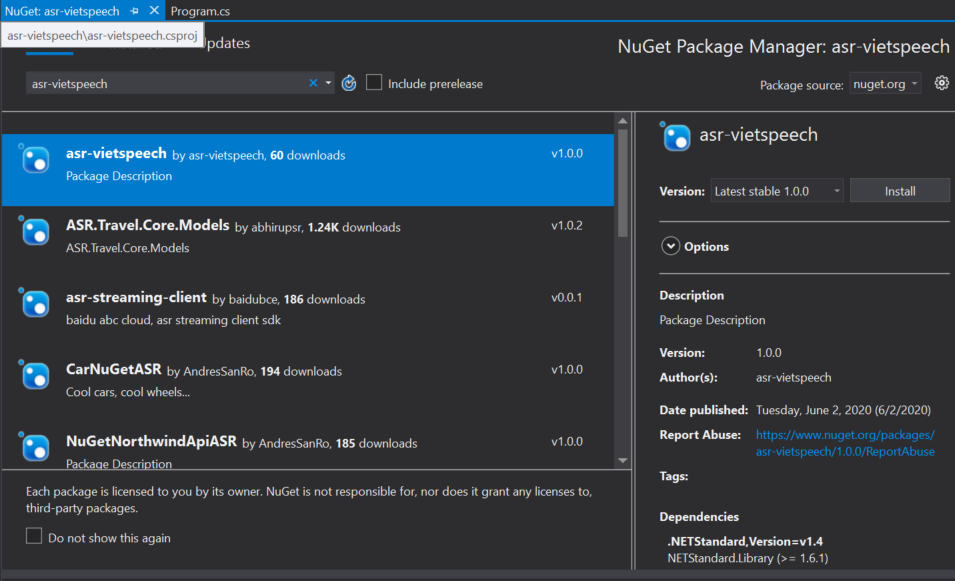 NuGet: asr-vietspeech
Program.cs
asr-vietspeech\asr-vietspeech.csproj
pdates
NuGet Package Manager: asr-vietspeech
asr-vietspeech
Include prerelease
Package source: nuget.org
asr-vietspeech by asr-vietspeech, 60 downloads
v1.0.0
Package Description
ASR.Travel.Core.Models by abhirupsr, 1.24K downloads
v1.0.2
ASR.Travel.Core.Models
asr-streaming-client by baidubce, 186 downloads
v0.0.1
baidu abc cloud, asr streaming client sdk
CarNuGetASR by AndresSanRo, 194 downloads
v1.0.0
Cool cars, cool wheels...
NuGetNorthwindApiASR by AndresSanRo, 185 downloads
v1.0.0
Package Description
Each package is licensed to you by its owner. NuGet is not responsible for, nor does it grant any licenses to,
third-party packages.
Do not show this again
asr-vietspeech
Version: Latest stable 1.0.0
Install
Options
Description
Package Description
Version: 1.0.0
Author(s): asr-vietspeech
Date published: Tuesday, June 2, 2020 (6/2/2020)
Report Abuse: https://www.nuget.org/packages/
asr-vietspeech/1.0.0/ReportAbuse
Tags:
Dependencies
.NETStandard,Version=v1.4
NETStandard.Library (>= 1.6.1)